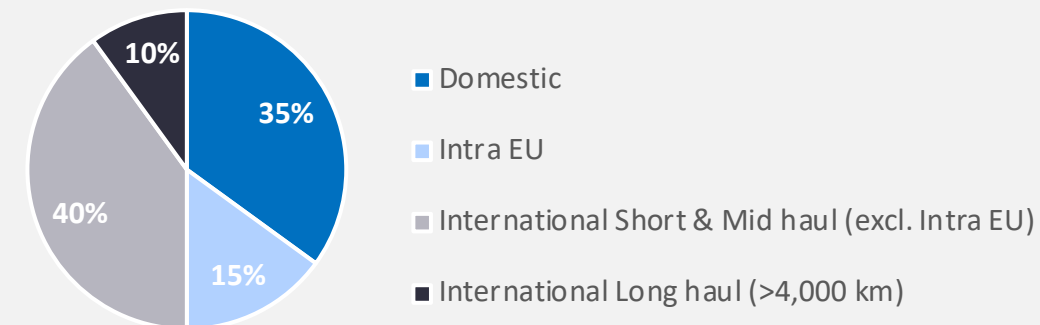 10%
35%
40%
15%
Domestic
Intra EU
International Short & Mid haul (excl. Intra EU)
International Long haul (>4,000 km)